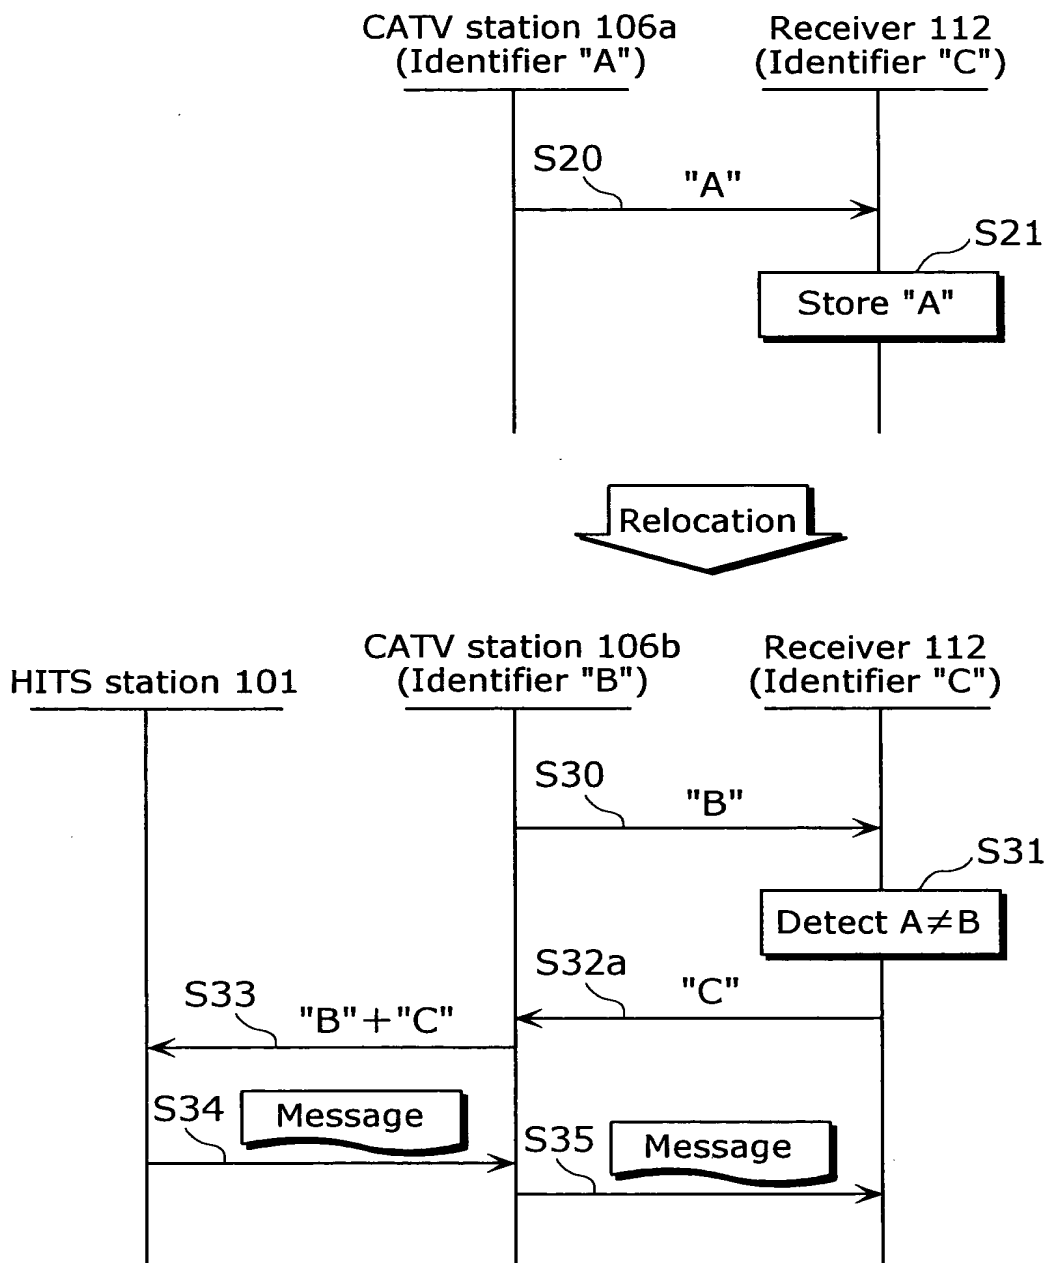 CATV station 106a
(Identifier "A")
Receiver 112
(Identifier "C")
S20
"A"
S21
Store "A"
Relocation
HITS station 101
CATV station 106b
(Identifier "B")
Receiver 112
(Identifier "C")
S30
"B"
S31
Detect A≠B
S32a
"C"
S33
"B"+"C"
S34
Message
S35
Message